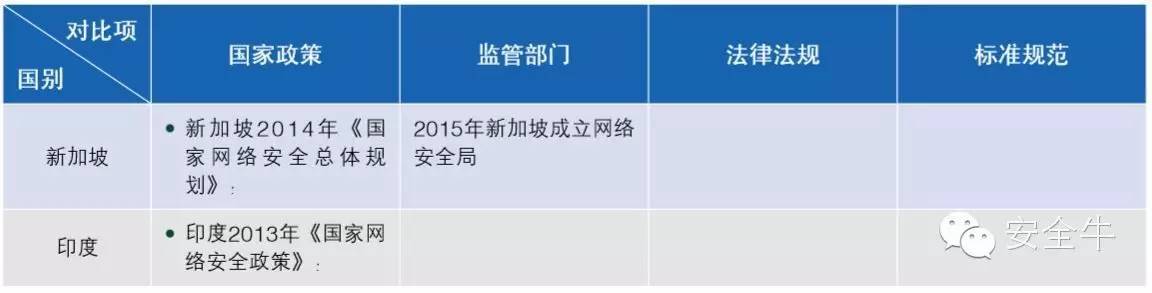 对比项
国别
国家政策
监管部门
法律法规
标准规范
新加坡
• 新加坡2014年《国
家网络安全总体规
划》;
2015年新加坡成立网络
安全局
印度
• 印度2013年《国家网
络安全政策》;
安全牛